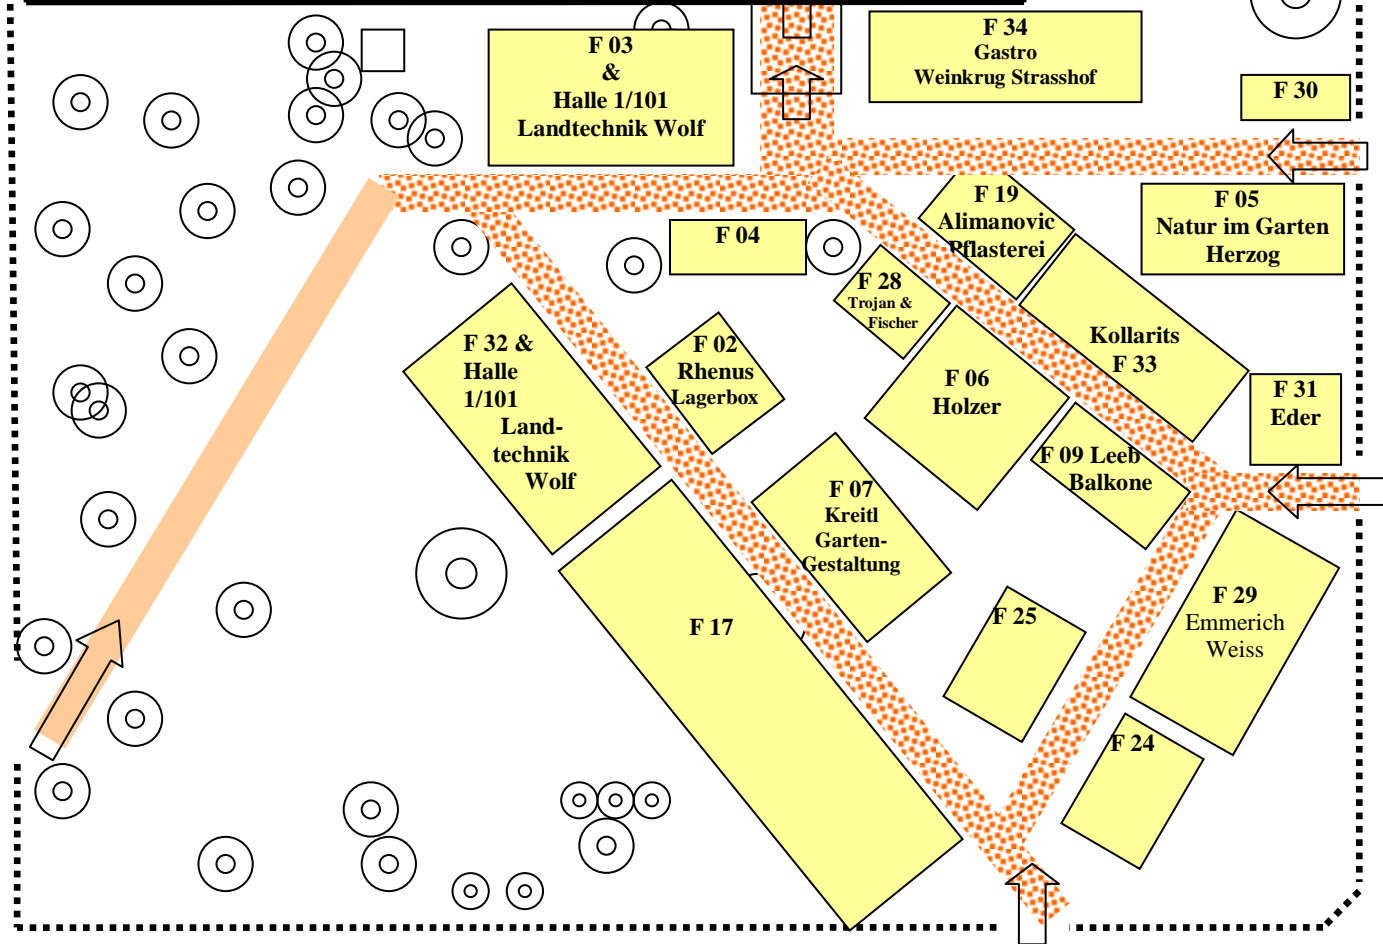 F 03
&
Halle 1/101
Landtechnik Wolf
F 34
Gastro
Weinkrug Strasshof
F 30
F 19
Alimanovic
Pflasterei
F 05
Natur im Garten
Herzog
F 04
F 28
Trojan &
Fischer
Kollarits
F 33
F 32 &
Halle
1/101
Land-
technik
Wolf
F 02
Rhenus
Lagerbox
F 06
Holzer
F 31
Eder
F 09 Leeb
Balkone
F 07
Kreitl
Garten-
Gestaltung
F 17
F 25
F 29
Emmerich
Weiss
F 24